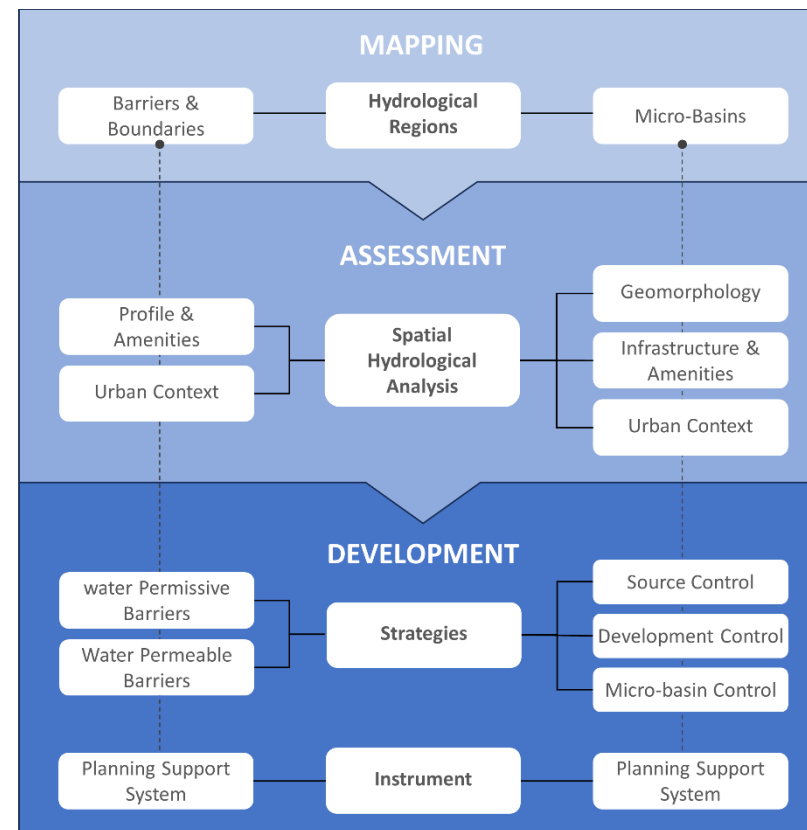 MAPPING
Barriers &
Boundaries
Hydrological
Regions
Micro-Basins
ASSESSMENT
Profile &
Amenities
Urban Context
Spatial
Hydrological
Analysis
Geomorphology
Infrastructure &
Amenities
Urban Context
DEVELOPMENT
water Permissive
Barriers
Water Permeable
Barriers
Strategies
Source Control
Development Control
Micro-basin Control
Planning Support
System
Instrument
Planning Support
System